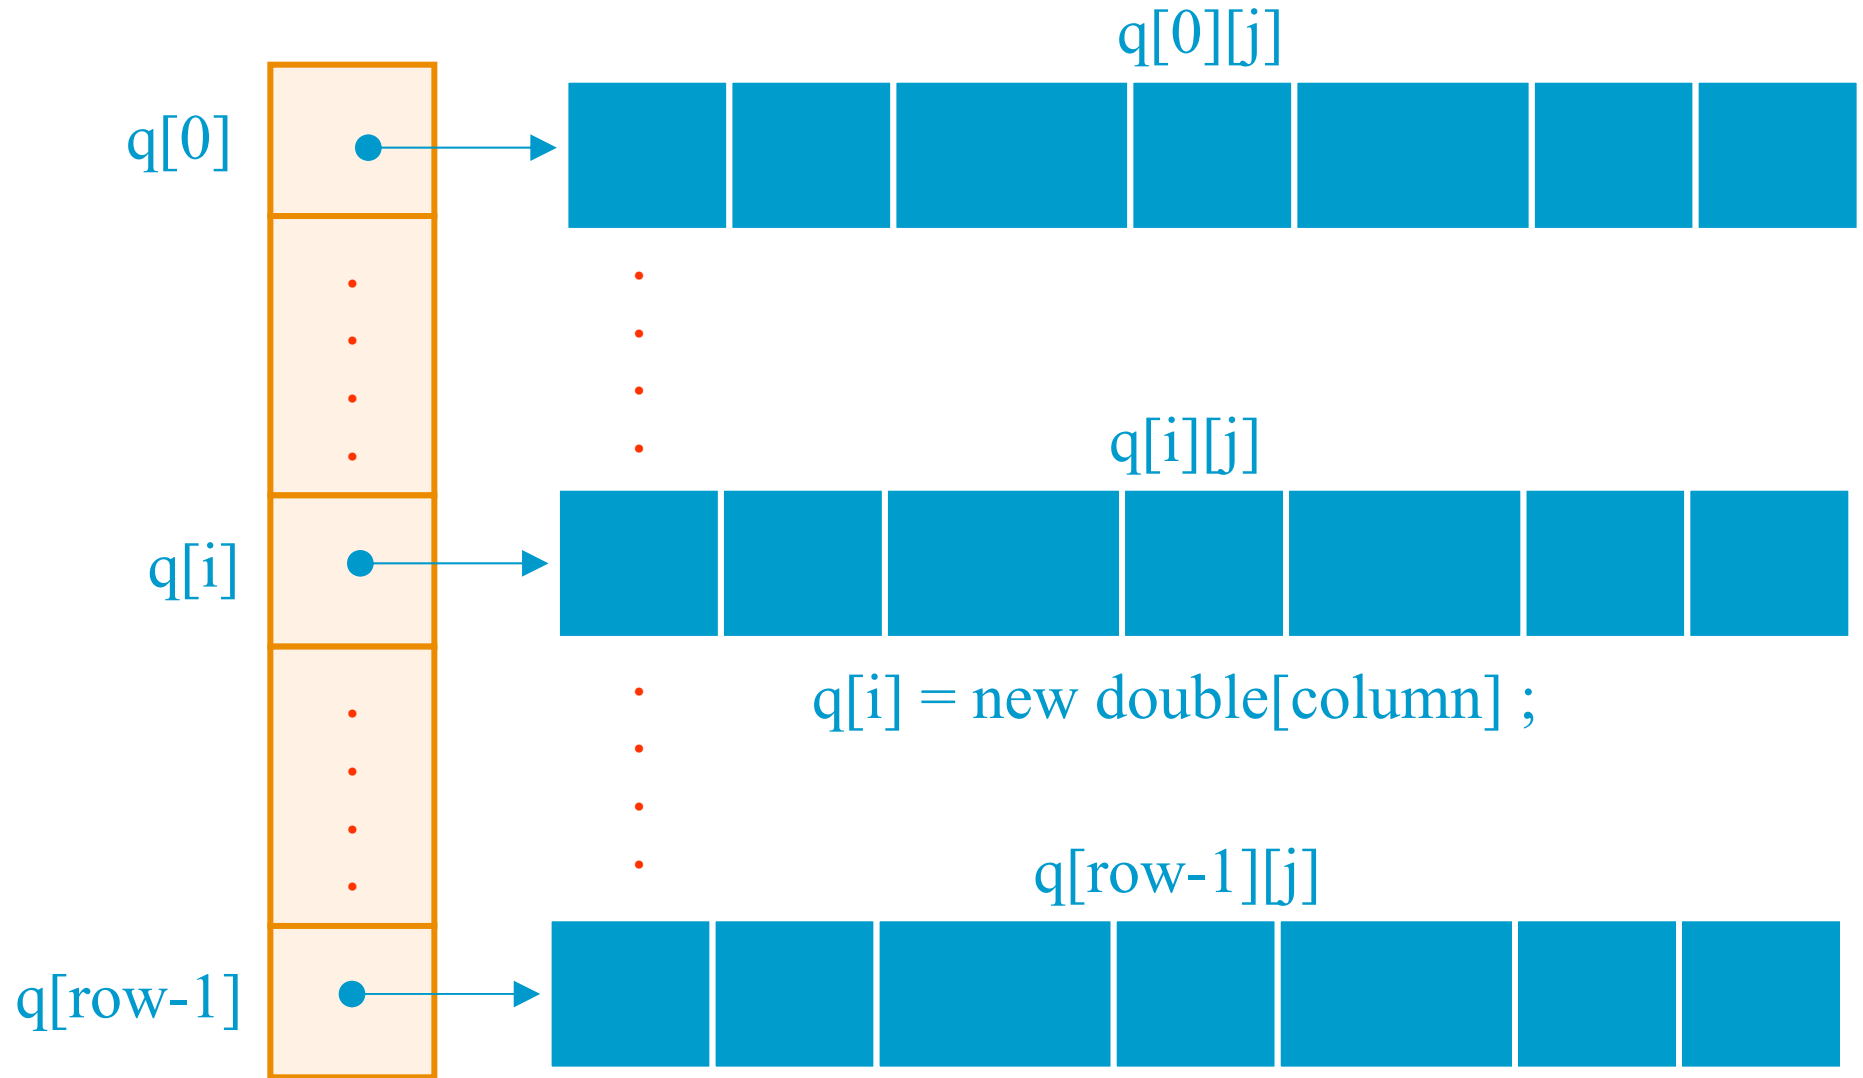 q[0][j]
q[0]
q[i][j]
q[i]
q[i] = new double[column] ;
q[row-1][j]
q[row-1]